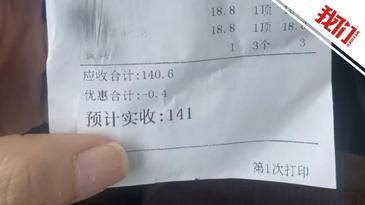 我们
18.8 1顶 18.8
18.8 1顶 18.8
1 3个 3
应收合计:140.6
优惠合计:-0.4
预计实收:141
第1次打印